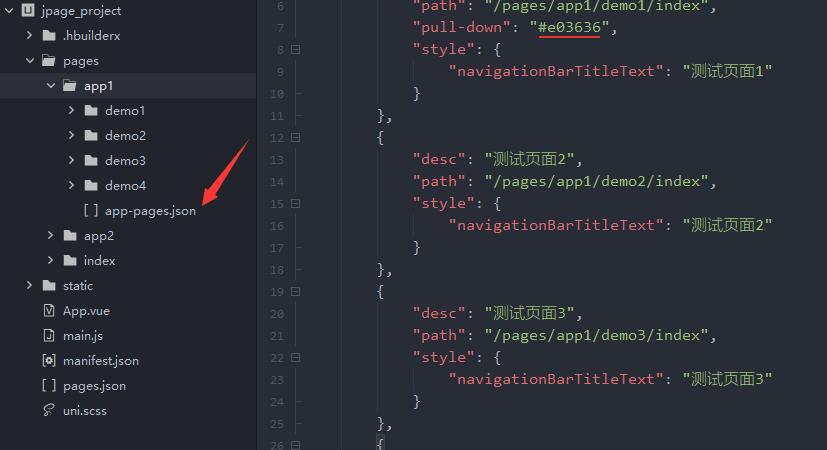 jpage_project
.hbuilderx
pages
app1
demo1
demo2
demo3
demo4
[ ] app-pages.json
app2
index
static
App.vue
main.js
manifest.json
[ ] pages.json
uni.scss
6 "path": "/pages/app1/demo1/index",
7 "pull-down": "#e03636",
8 "style": {
9 "navigationBarTitleText": "测试页面1"
10 }
11 },
12 {
13 "desc": "测试页面2",
14 "path": "/pages/app1/demo2/index",
15 "style": {
16 "navigationBarTitleText": "测试页面2"
17 }
18 },
19 {
20 "desc": "测试页面3",
21 "path": "/pages/app1/demo3/index",
22 "style": {
23 "navigationBarTitleText": "测试页面3"
24 }
25 },
26 {